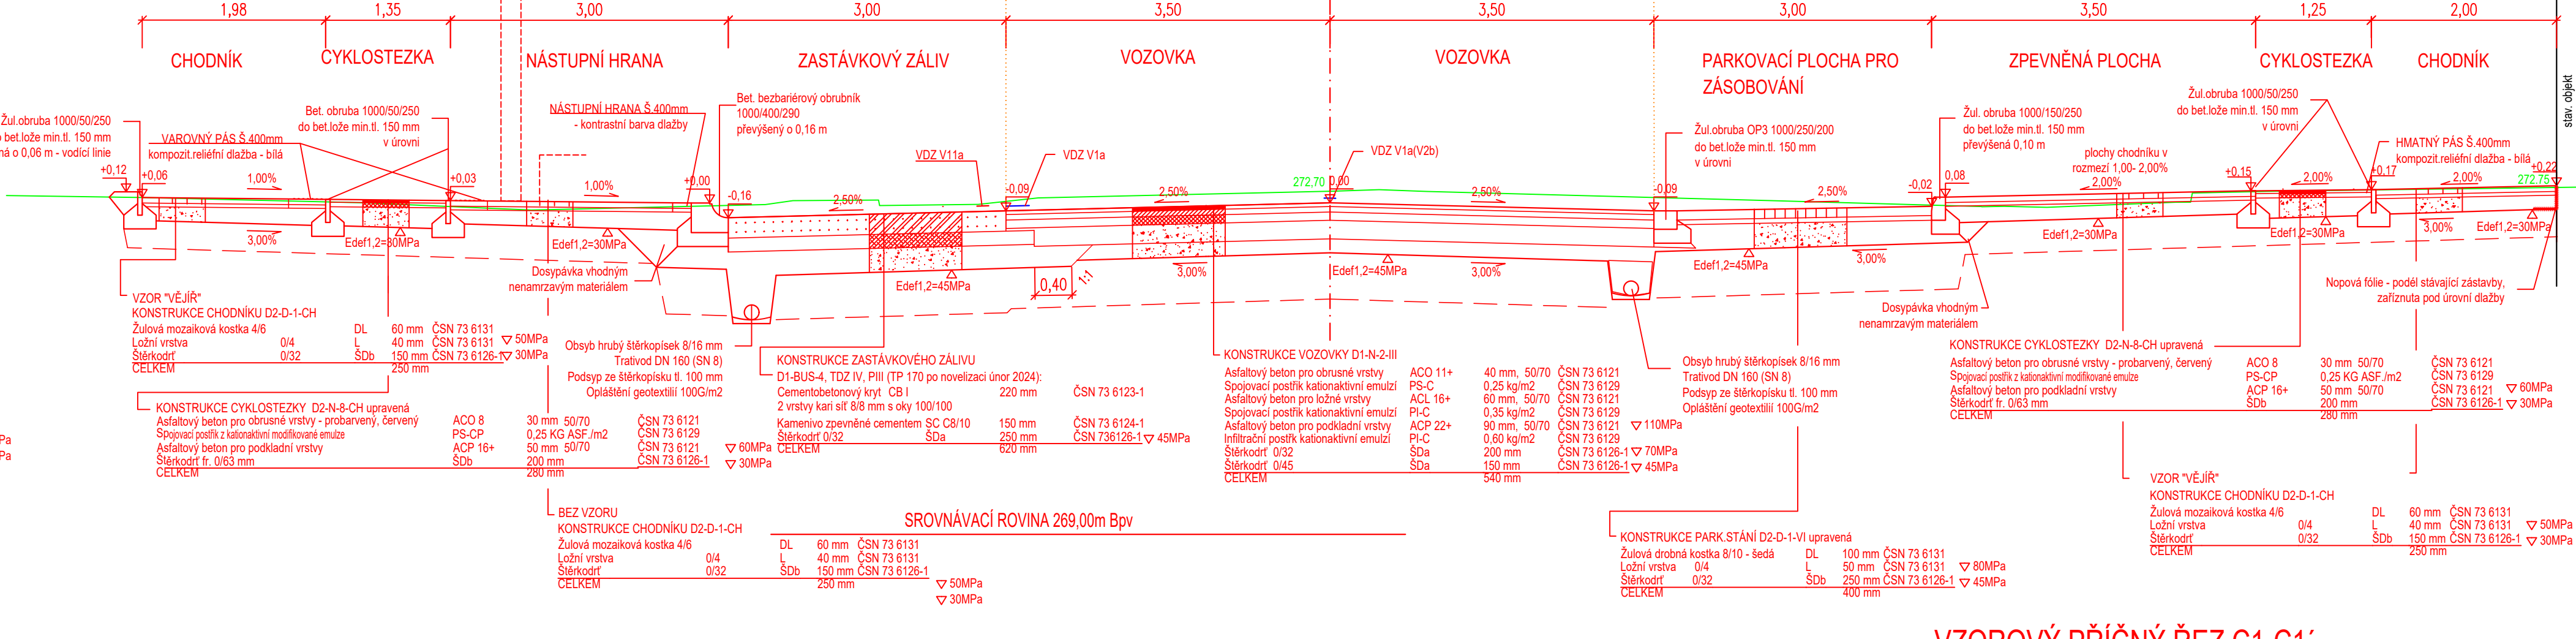 1,98 1,35 3,00 3,00 3,50 3,50 3,00 3,50 1,25 2,00
CHODNÍK CYKLOSTEZKA NÁSTUPNÍ HRANA ZASTÁVKOVÝ ZÁLIV VOZOVKA VOZOVKA PARKOVACÍ PLOCHA PRO
ZÁSOBOVÁNÍ
ZPEVNĚNÁ PLOCHA CYKLOSTEZKA CHODNÍK
stav. objekt
Žul.obruba 1000/50/250
bet.lože min.tl. 150 mm
á o 0,06 m - vodící linie
VAROVNÝ PÁS Š.400mm
kompozit.reliéfní dlažba - bílá
Bet. obruba 1000/50/250
do bet.lože min.tl. 150 mm
v úrovni
NÁSTUPNÍ HRANA Š.400mm
- kontrastní barva dlažby
Bet. bezbariérový obrubník
1000/400/290
převýšený o 0,16 m
VDZ V11a
VDZ V1a
VDZ V1a(V2b)
Žul.obruba OP3 1000/250/200
do bet.lože min.tl. 150 mm
v úrovni
Žul. obruba 1000/150/250
do bet.lože min.tl. 150 mm
převýšená 0,10 m
plochy chodníku v
rozmezí 1,00- 2,00%
Žul.obruba 1000/50/250
do bet.lože min.tl. 150 mm
v úrovni
HMATNÝ PÁS Š.400mm
kompozit.reliéfní dlažba - bílá
+0,12 +0,06 +0,03 +0,00 -0,16 -0,09 272,70 0,00 -0,09 -0,02 0,08 +0,15 +0,17 +0,22
272.75
1,00% 1,00% 2,50% 2,50% 2,50% 2,50% 2,00% 2,00% 2,00%
3,00% 3,00% 3,00% 3,00% 3,00%
Edef1,2=30MPa Edef1,2=30MPa Edef1,2=45MPa Edef1,2=45MPa Edef1,2=45MPa Edef1,2=30MPa Edef1,2=30MPa Edef1,2=30MPa
0,40 1:1
Dosypávka vhodným
nenamrzavým materiálem
Dosypávka vhodným
nenamrzavým materiálem
Nopová fólie - podél stávající zástavby,
zaříznuta pod úrovní dlažby
VZOR "VĚJÍŘ"
KONSTRUKCE CHODNÍKU D2-D-1-CH
Žulová mozaiková kostka 4/6 DL 60 mm ČSN 73 6131
Ložní vrstva 0/4 L 40 mm ČSN 73 6131 50MPa
Štěrkodrť 0/32 ŠDb 150 mm ČSN 73 6126-1 30MPa
CELKEM 250 mm
KONSTRUKCE CYKLOSTEZKY D2-N-8-CH upravená
Asfaltový beton pro obrusné vrstvy - probarvený, červený ACO 8 30 mm 50/70 ČSN 73 6121
Spojovací postřik z kationaktivní modifikované emulze PS-CP 0,25 KG ASF./m2 ČSN 73 6129
Asfaltový beton pro podkladní vrstvy ACP 16+ 50 mm 50/70 ČSN 73 6121 60MPa
Štěrkodrť fr. 0/63 mm ŠDb 200 mm ČSN 73 6126-1 30MPa
CELKEM 280 mm
Obsyp hrubý štěrkopísek 8/16 mm
Trativod DN 160 (SN 8)
Podsyp ze štěrkopísku tl. 100 mm
Opláštění geotextilií 100G/m2
KONSTRUKCE ZASTÁVKOVÉHO ZÁLIVU
D1-BUS-4, TDZ IV, PIII (TP 170 po novelizaci únor 2024):
Cementobetonový kryt CB I 220 mm ČSN 73 6123-1
2 vrstvy kari síť 8/8 mm s oky 100/100
Kamenivo zpevněné cementem SC C8/10 150 mm ČSN 73 6124-1
Štěrkodrť 0/32 ŠDa 250 mm ČSN 736126-1 45MPa
CELKEM 620 mm
KONSTRUKCE VOZOVKY D1-N-2-III
Asfaltový beton pro obrusné vrstvy ACO 11+ 40 mm, 50/70 ČSN 73 6121
Spojovací postřik kationaktivní emulzí PS-C 0,25 kg/m2 ČSN 73 6129
Asfaltový beton pro ložné vrstvy ACL 16+ 60 mm, 50/70 ČSN 73 6121
Spojovací postřik kationaktivní emulzí PI-C 0,35 kg/m2 ČSN 73 6129
Asfaltový beton pro podkladní vrstvy ACP 22+ 90 mm, 50/70 ČSN 73 6121 110MPa
Infiltrační postřk kationaktivní emulzí PI-C 0,60 kg/m2 ČSN 73 6129
Štěrkodrť 0/32 ŠDa 200 mm ČSN 73 6126-1 70MPa
Štěrkodrť 0/45 ŠDa 150 mm ČSN 73 6126-1 45MPa
CELKEM 540 mm
Obsyp hrubý štěrkopísek 8/16 mm
Trativod DN 160 (SN 8)
Podsyp ze štěrkopísku tl. 100 mm
Opláštění geotextilií 100G/m2
KONSTRUKCE CYKLOSTEZKY D2-N-8-CH upravená
Asfaltový beton pro obrusné vrstvy - probarvený, červený ACO 8 30 mm 50/70 ČSN 73 6121
Spojovací postřik z kationaktivní modifikované emulze PS-CP 0,25 KG ASF./m2 ČSN 73 6129
Asfaltový beton pro podkladní vrstvy ACP 16+ 50 mm 50/70 ČSN 73 6121 60MPa
Štěrkodrť fr. 0/63 mm ŠDb 200 mm ČSN 73 6126-1 30MPa
CELKEM 280 mm
BEZ VZORU
KONSTRUKCE CHODNÍKU D2-D-1-CH
Žulová mozaiková kostka 4/6 DL 60 mm ČSN 73 6131
Ložní vrstva 0/4 L 40 mm ČSN 73 6131
Štěrkodrť 0/32 ŠDb 150 mm ČSN 73 6126-1
CELKEM 250 mm 50MPa
30MPa
SROVNÁVACÍ ROVINA 269,00m Bpv
KONSTRUKCE PARK.STÁNÍ D2-D-1-VI upravená
Žulová drobná kostka 8/10 - šedá DL 100 mm ČSN 73 6131
Ložní vrstva 0/4 L 50 mm ČSN 73 6131 80MPa
Štěrkodrť 0/32 ŠDb 250 mm ČSN 73 6126-1 45MPa
CELKEM 400 mm
VZOR "VĚJÍŘ"
KONSTRUKCE CHODNÍKU D2-D-1-CH
Žulová mozaiková kostka 4/6 DL 60 mm ČSN 73 6131
Ložní vrstva 0/4 L 40 mm ČSN 73 6131 50MPa
Štěrkodrť 0/32 ŠDb 150 mm ČSN 73 6126-1 30MPa
CELKEM 250 mm
VZOROVÝ PŘÍČNÝ ŘEZ C1-C1´